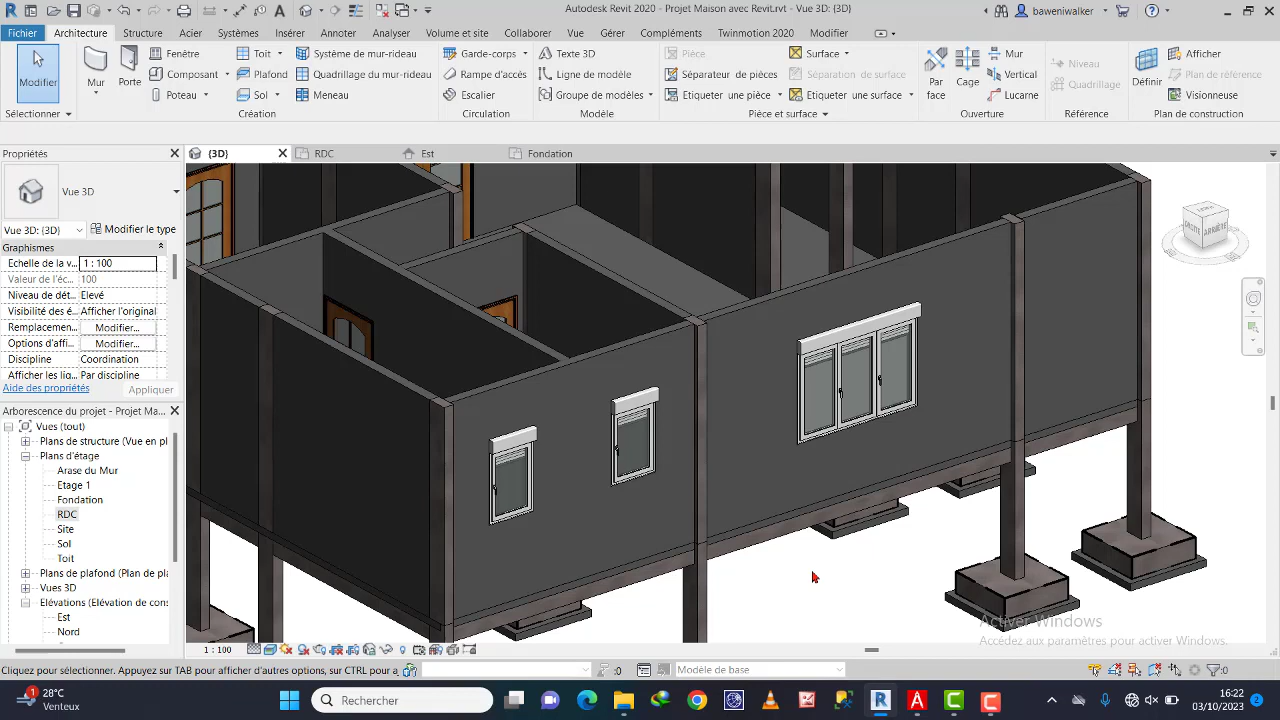 Autodesk Revit 2020 - Projet Maison avec Revit.rvt - Vue 3D: {3D}
baweniwalker
Fichier Architecture Structure Acier Systèmes Insérer Annoter Analyser Volume et site Collaborer Vue Gérer Compléments Twinmotion 2020 Modifier
Modifier
Sélectionner
Mur
Porte
Fenêtre
Composant
Poteau
Toit
Plafond
Sol
Système de mur-rideau
Quadrillage du mur-rideau
Meneau
Création
Garde-corps
Rampe d'accès
Escalier
Circulation
Texte 3D
Ligne de modèle
Groupe de modèles
Modèle
Pièce
Séparateur de pièces
Etiqueter une pièce
Surface
Séparation de surface
Etiqueter une surface
Pièce et surface
Par
face
Cage
Mur
Vertical
Lucarne
Ouverture
Niveau
Quadrillage
Référence
Définir
Afficher
Plan de référence
Visionneuse
Plan de construction
Propriétés
{3D}
RDC
Est
Fondation
Vue 3D
Vue 3D: {3D}
Modifier le type
Graphismes
Echelle de la v... 1 : 100
Valeur de l'éc... 100
Niveau de dét... Elevé
Visibilité des é... Afficher l'original
Remplacemen... Modifier...
Options d'affi... Modifier...
Discipline Coordination
Afficher les lig... Par discipline
Aide des propriétés
Appliquer
Arborescence du projet - Projet Ma...
Vues (tout)
Plans de structure (Vue en pl
Plans d'étage
Arase du Mur
Etage 1
Fondation
RDC
Site
Sol
Toit
Plans de plafond (Plan de pla
Vues 3D
Elévations (Elévation de cons
Est
Nord
DROITE
ARRIÈRE
Activer Windows
Accédez aux paramètres pour activer Windows.
1 : 100
Cliquez pour sélectionner. Appuyez sur TAB pour afficher d'autres options, sur CTRL pour a
:0
Modèle de base
:0
1
28°C
Venteux
Rechercher
16:22
03/10/2023
2